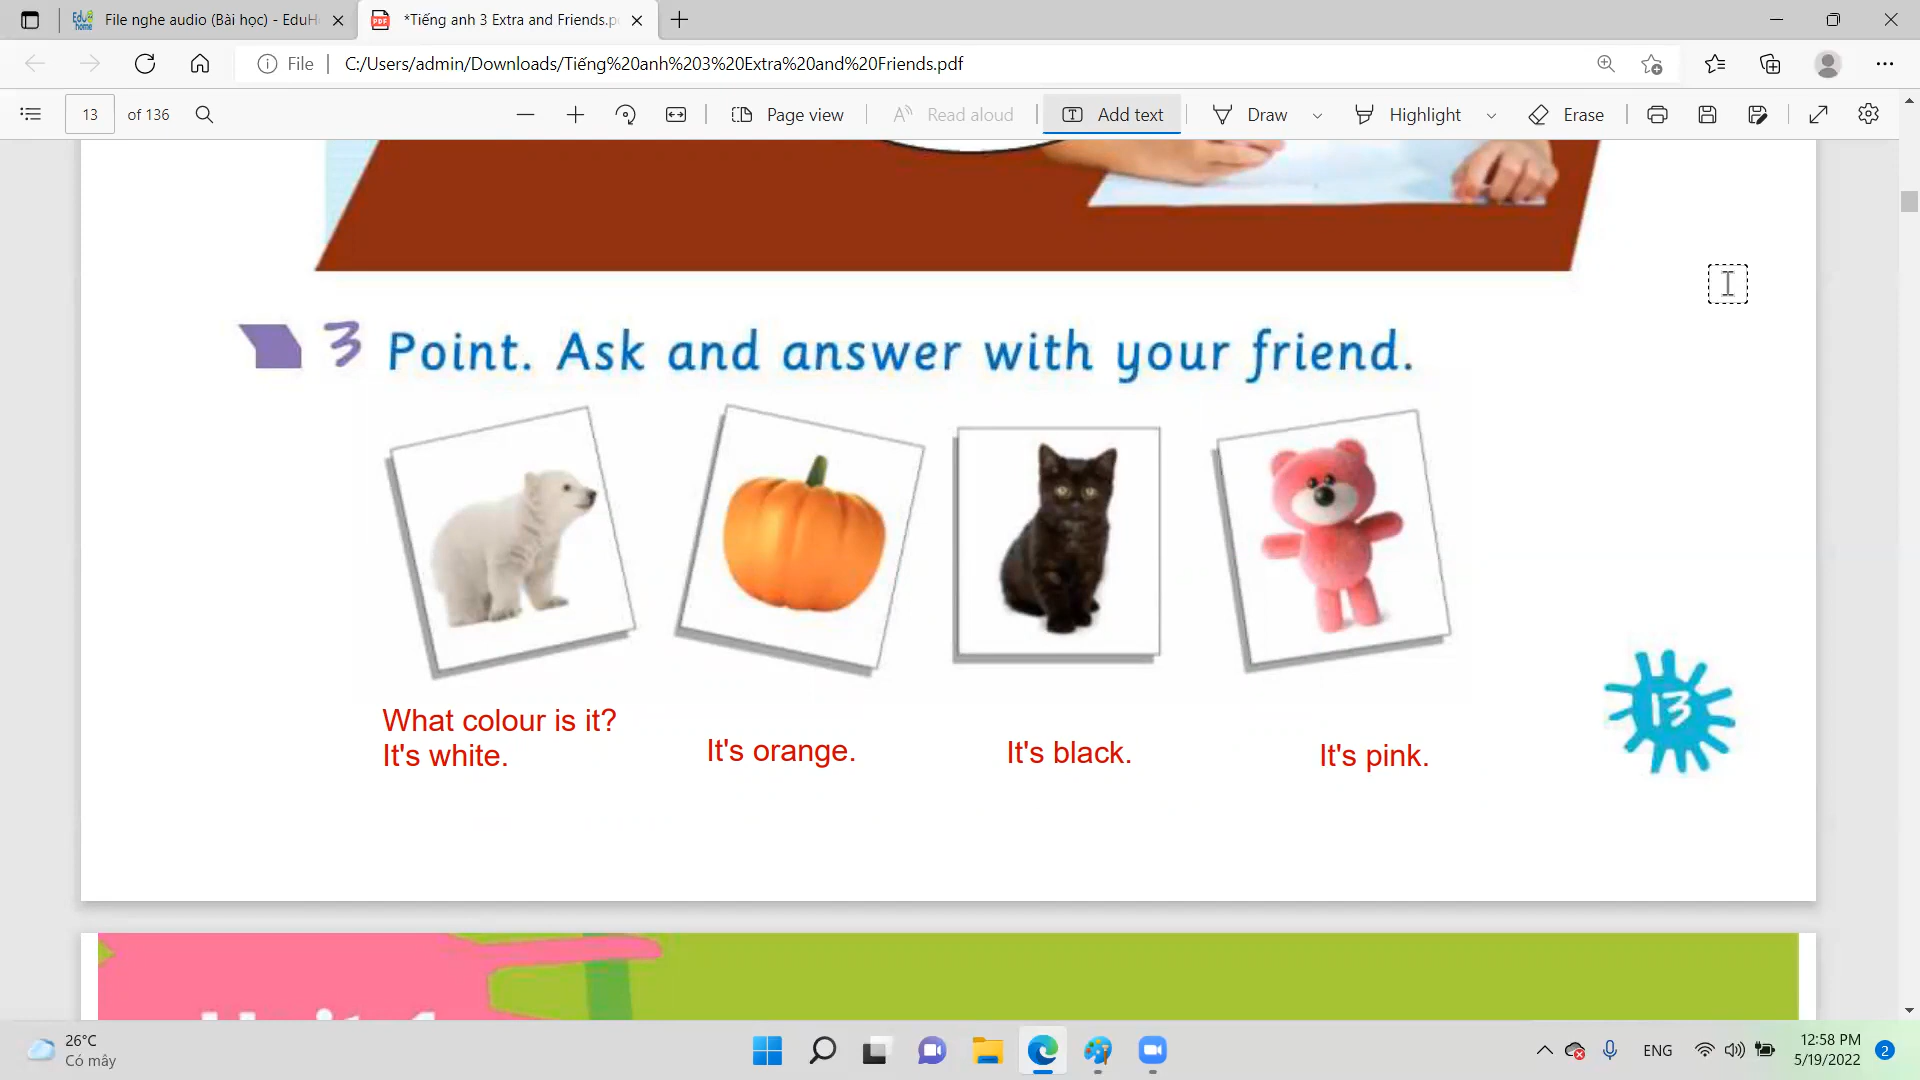 File nghe audio (Bài học) - EduH
*Tiếng anh 3 Extra and Friends.p
File
C:/Users/admin/Downloads/Tiếng%20anh%203%20Extra%20and%20Friends.pdf
13 of 136
Page view
Read aloud
Add text
Draw
Highlight
Erase
3 Point. Ask and answer with your friend.
What colour is it?
It's white.
It's orange.
It's black.
It's pink.
13
26°C
Có mây
ENG
12:58 PM
5/19/2022
2